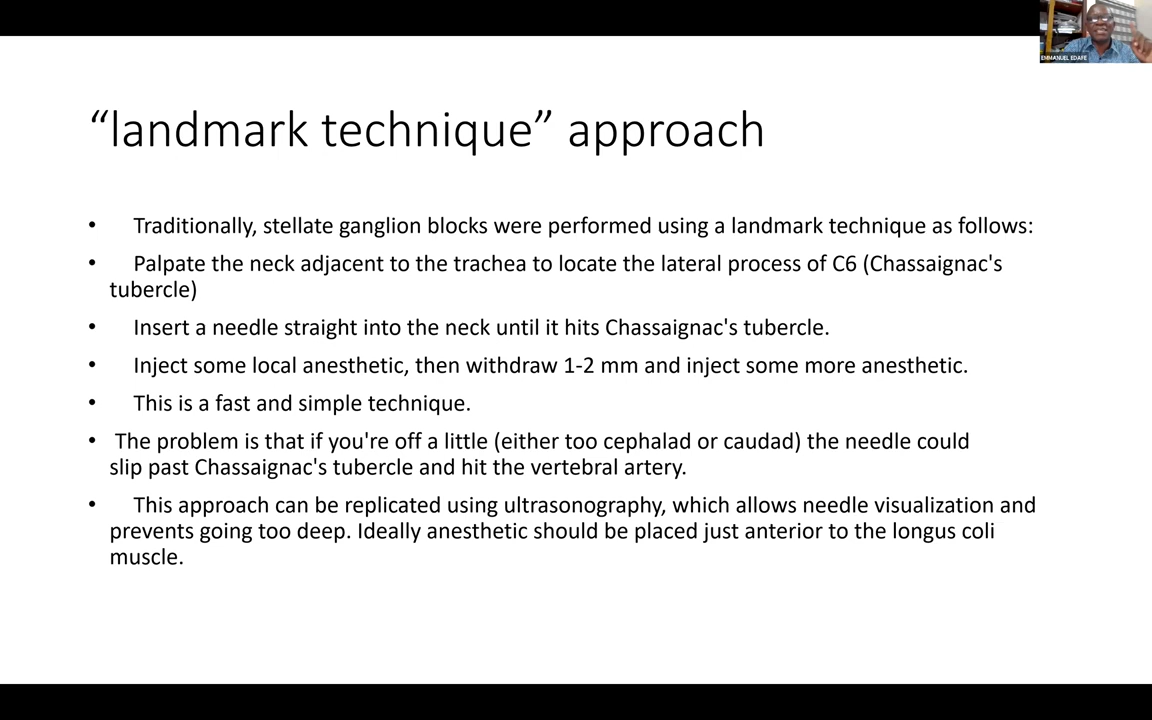 EMMANUEL EDAFE
“landmark technique” approach
• Traditionally, stellate ganglion blocks were performed using a landmark technique as follows:
• Palpate the neck adjacent to the trachea to locate the lateral process of C6 (Chassaignac's
tubercle)
• Insert a needle straight into the neck until it hits Chassaignac's tubercle.
• Inject some local anesthetic, then withdraw 1-2 mm and inject some more anesthetic.
• This is a fast and simple technique.
• The problem is that if you're off a little (either too cephalad or caudad) the needle could
slip past Chassaignac's tubercle and hit the vertebral artery.
• This approach can be replicated using ultrasonography, which allows needle visualization and
prevents going too deep. Ideally anesthetic should be placed just anterior to the longus coli
muscle.